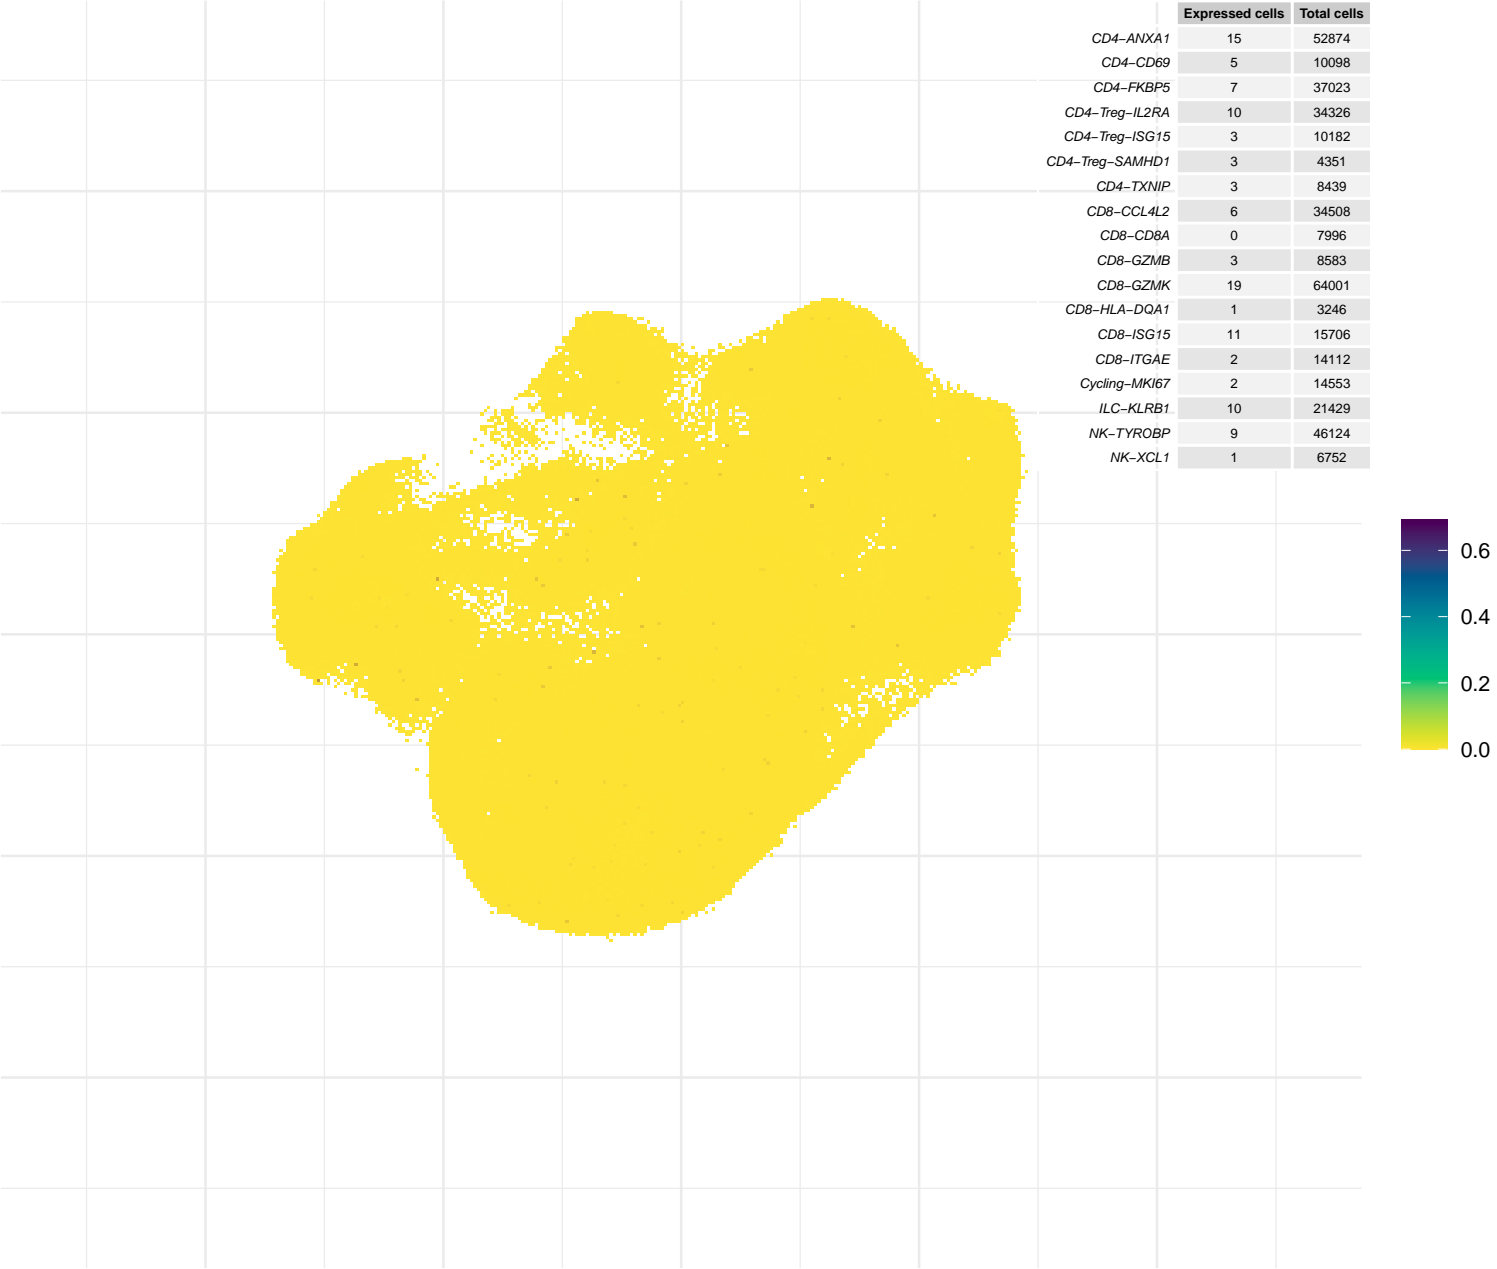 Expressed cells Total cells
CD4−ANXA1 15 52874
CD4−CD69 5 10098
CD4−FKBP5 7 37023
CD4−Treg−IL2RA 10 34326
CD4−Treg−ISG15 3 10182
CD4−Treg−SAMHD1 3 4351
CD4−TXNIP 3 8439
CD8−CCL4L2 6 34508
CD8−CD8A 0 7996
CD8−GZMB 3 8583
CD8−GZMK 19 64001
CD8−HLA−DQA1 1 3246
CD8−ISG15 11 15706
CD8−ITGAE 2 14112
Cycling−MKI67 2 14553
ILC−KLRB1 10 21429
NK−TYROBP 9 46124
NK−XCL1 1 6752
0.6
0.4
0.2
0.0